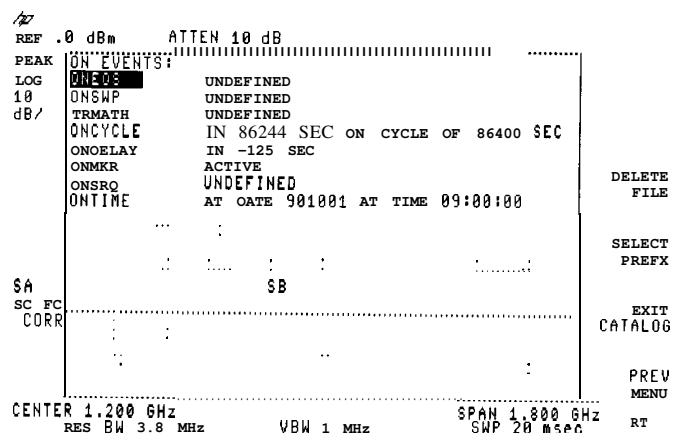 hp
REF .0 dBm ATTEN 10 dB
PEAK
LOG
10
dB/
ON EVENTS:
ONEOS UNDEFINED
ONSWP UNDEFINED
TRMATH UNDEFINED
ONCYCLE IN 86244 SEC ON CYCLE OF 86400 SEC
ONOELAY IN -125 SEC
ONMKR ACTIVE
ONSRQ UNDEFINED
ONTIME AT OATE 901001 AT TIME 09:00:00
DELETE
FILE
SELECT
PREFX
SA SB
SC FC
CORR
EXIT
CATALOG
PREV
MENU
CENTER 1.200 GHz SPAN 1.800 GHz
RES BW 3.8 MHz VBW 1 MHz SWP 20 msec
RT